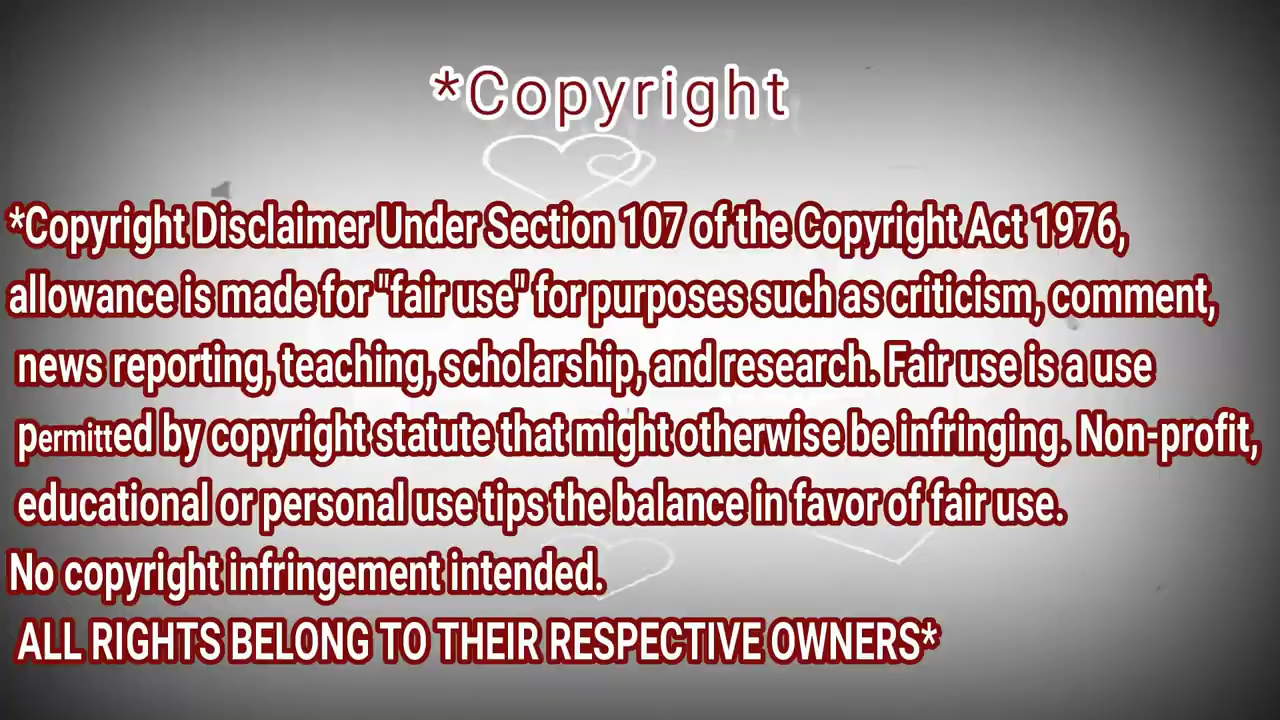 *Copyright
*Copyright Disclaimer Under Section 107 of the Copyright Act 1976,
allowance is made for "fair use" for purposes such as criticism, comment,
news reporting, teaching, scholarship, and research. Fair use is a use
permitted by copyright statute that might otherwise be infringing. Non-profit,
educational or personal use tips the balance in favor of fair use.
No copyright infringement intended.
ALL RIGHTS BELONG TO THEIR RESPECTIVE OWNERS*